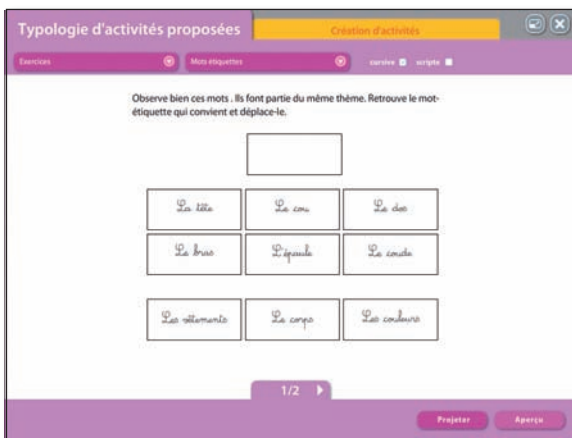 Typologie d'activités proposées
Création d'activités
Exercices
Mots étiquettes
cursive
scripte
Observe bien ces mots . Ils font partie du même thème. Retrouve le mot-
étiquette qui convient et déplace-le.
La tête
Le cou
Le dos
Le bras
L'épaule
Le coude
Les vêtements
Le corps
Les couleurs
1/2
Projeter
Aperçu